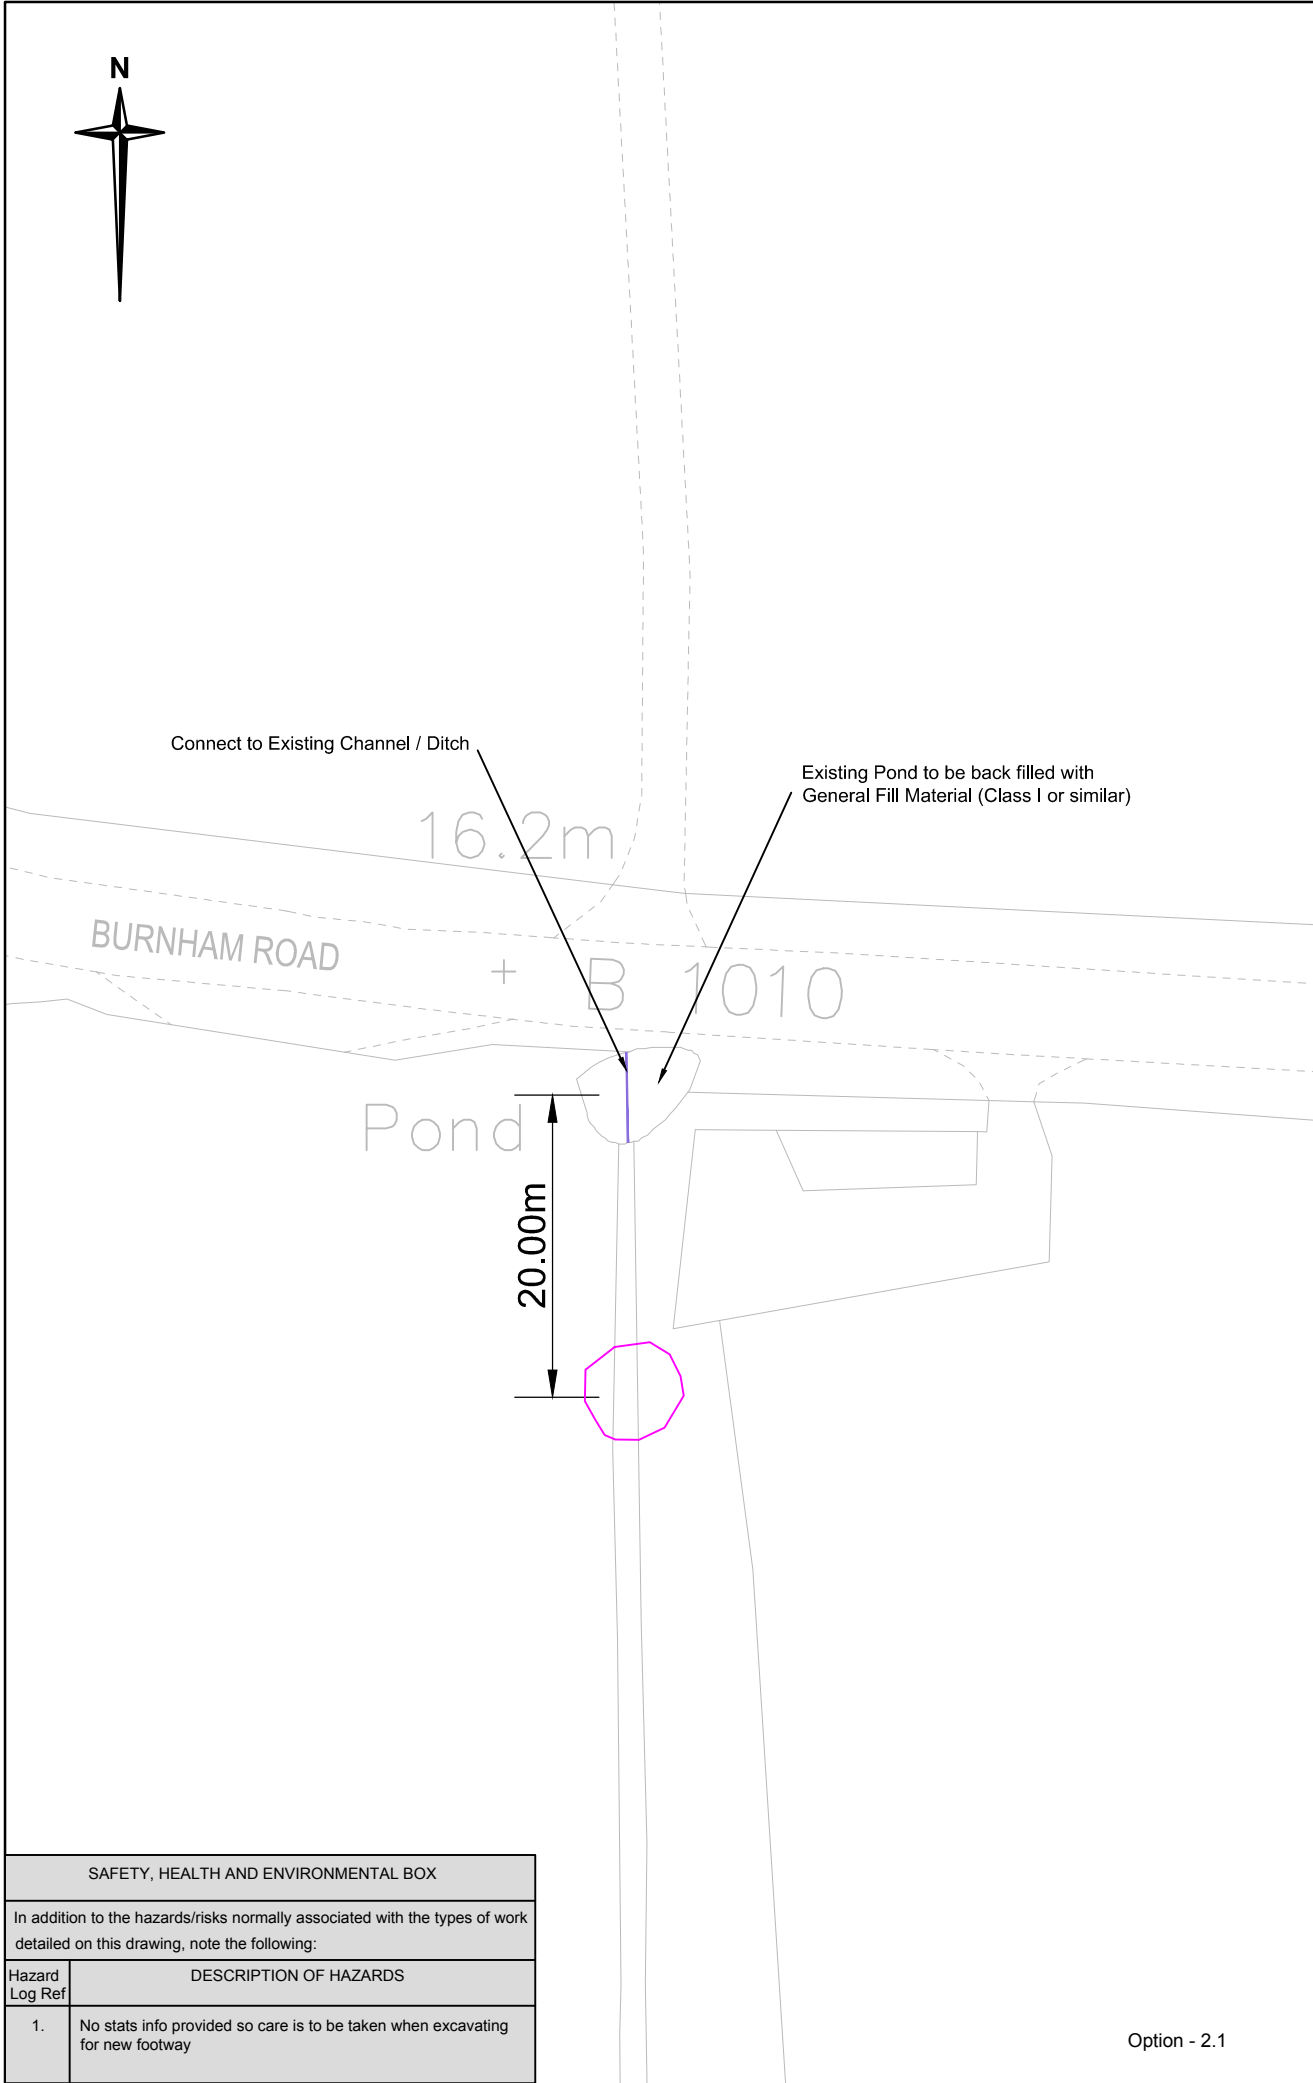 N
Connect to Existing Channel / Ditch
Existing Pond to be back filled with
General Fill Material (Class I or similar)
16.2m
BURNHAM ROAD
+ B 1010
Pond
20.00m
SAFETY, HEALTH AND ENVIRONMENTAL BOX
In addition to the hazards/risks normally associated with the types of work
detailed on this drawing, note the following:
Hazard
Log Ref
DESCRIPTION OF HAZARDS
1.
No stats info provided so care is to be taken when excavating
for new footway
Option - 2.1